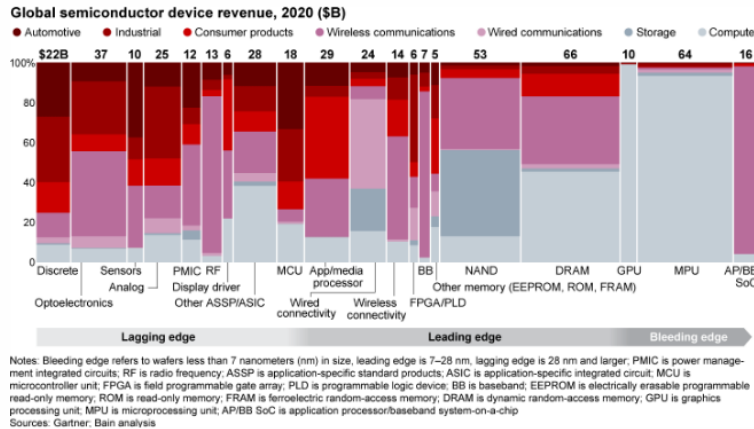 Global semiconductor device revenue, 2020 ($B)
Automotive Industrial Consumer products Wireless communications Wired communications Storage Compute
$22B 37 10 25 12 13 6 28 18 29 24 14 6 7 5 53 66 10 64 16
100%
80
60
40
20
0
Discrete Sensors PMIC RF MCU App/media processor BB NAND DRAM GPU MPU AP/BB SoC
Analog Display driver Other memory (EEPROM, ROM, FRAM)
Optoelectronics Other ASSP/ASIC Wired connectivity Wireless connectivity FPGA/PLD
Lagging edge Leading edge Bleeding edge
Notes: Bleeding edge refers to wafers less than 7 nanometers (nm) in size, leading edge is 7–28 nm, lagging edge is 28 nm and larger; PMIC is power manage-
ment integrated circuits; RF is radio frequency; ASSP is application-specific standard products; ASIC is application-specific integrated circuit; MCU is
microcontroller unit; FPGA is field programmable gate array; PLD is programmable logic device; BB is baseband; EEPROM is electrically erasable programmable
read-only memory; ROM is read-only memory; FRAM is ferroelectric random-access memory; DRAM is dynamic random-access memory; GPU is graphics
processing unit; MPU is microprocessing unit; AP/BB SoC is application processor/baseband system-on-a-chip
Sources: Gartner; Bain analysis